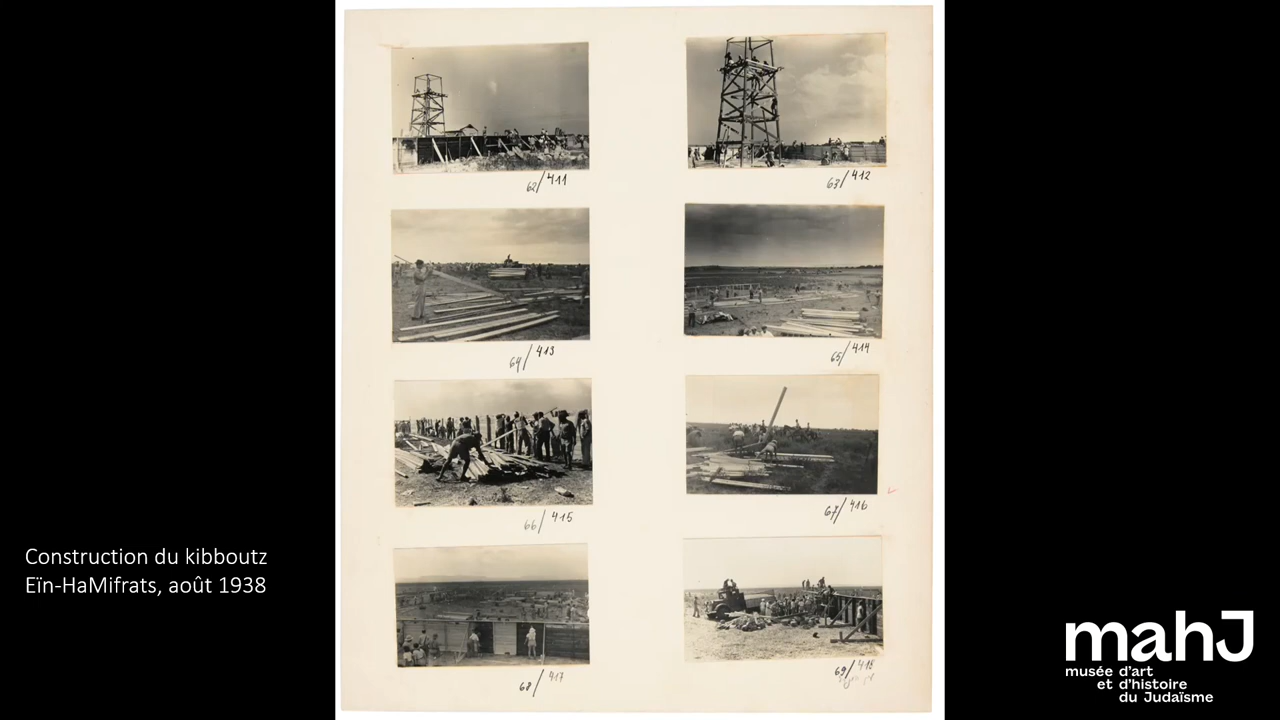 62/411
63/412
64/413
65/414
66/415
67/416
68/417
69/418
Construction du kibboutz
Eïn-HaMifrats, août 1938
mahJ
musée d'art
et d'histoire
du Judaïsme